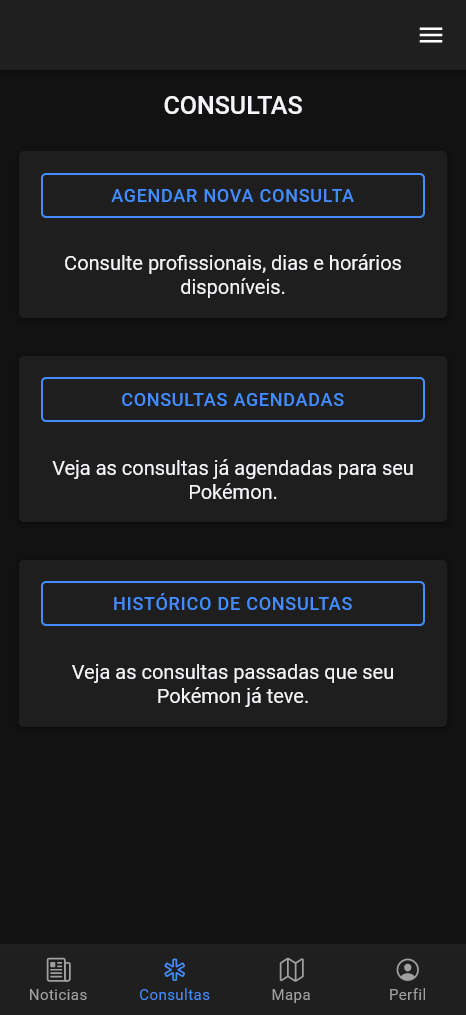 CONSULTAS
AGENDAR NOVA CONSULTA
Consulte profissionais, dias e horários
disponíveis.
CONSULTAS AGENDADAS
Veja as consultas já agendadas para seu
Pokémon.
HISTÓRICO DE CONSULTAS
Veja as consultas passadas que seu
Pokémon já teve.
Noticias
Consultas
Mapa
Perfil